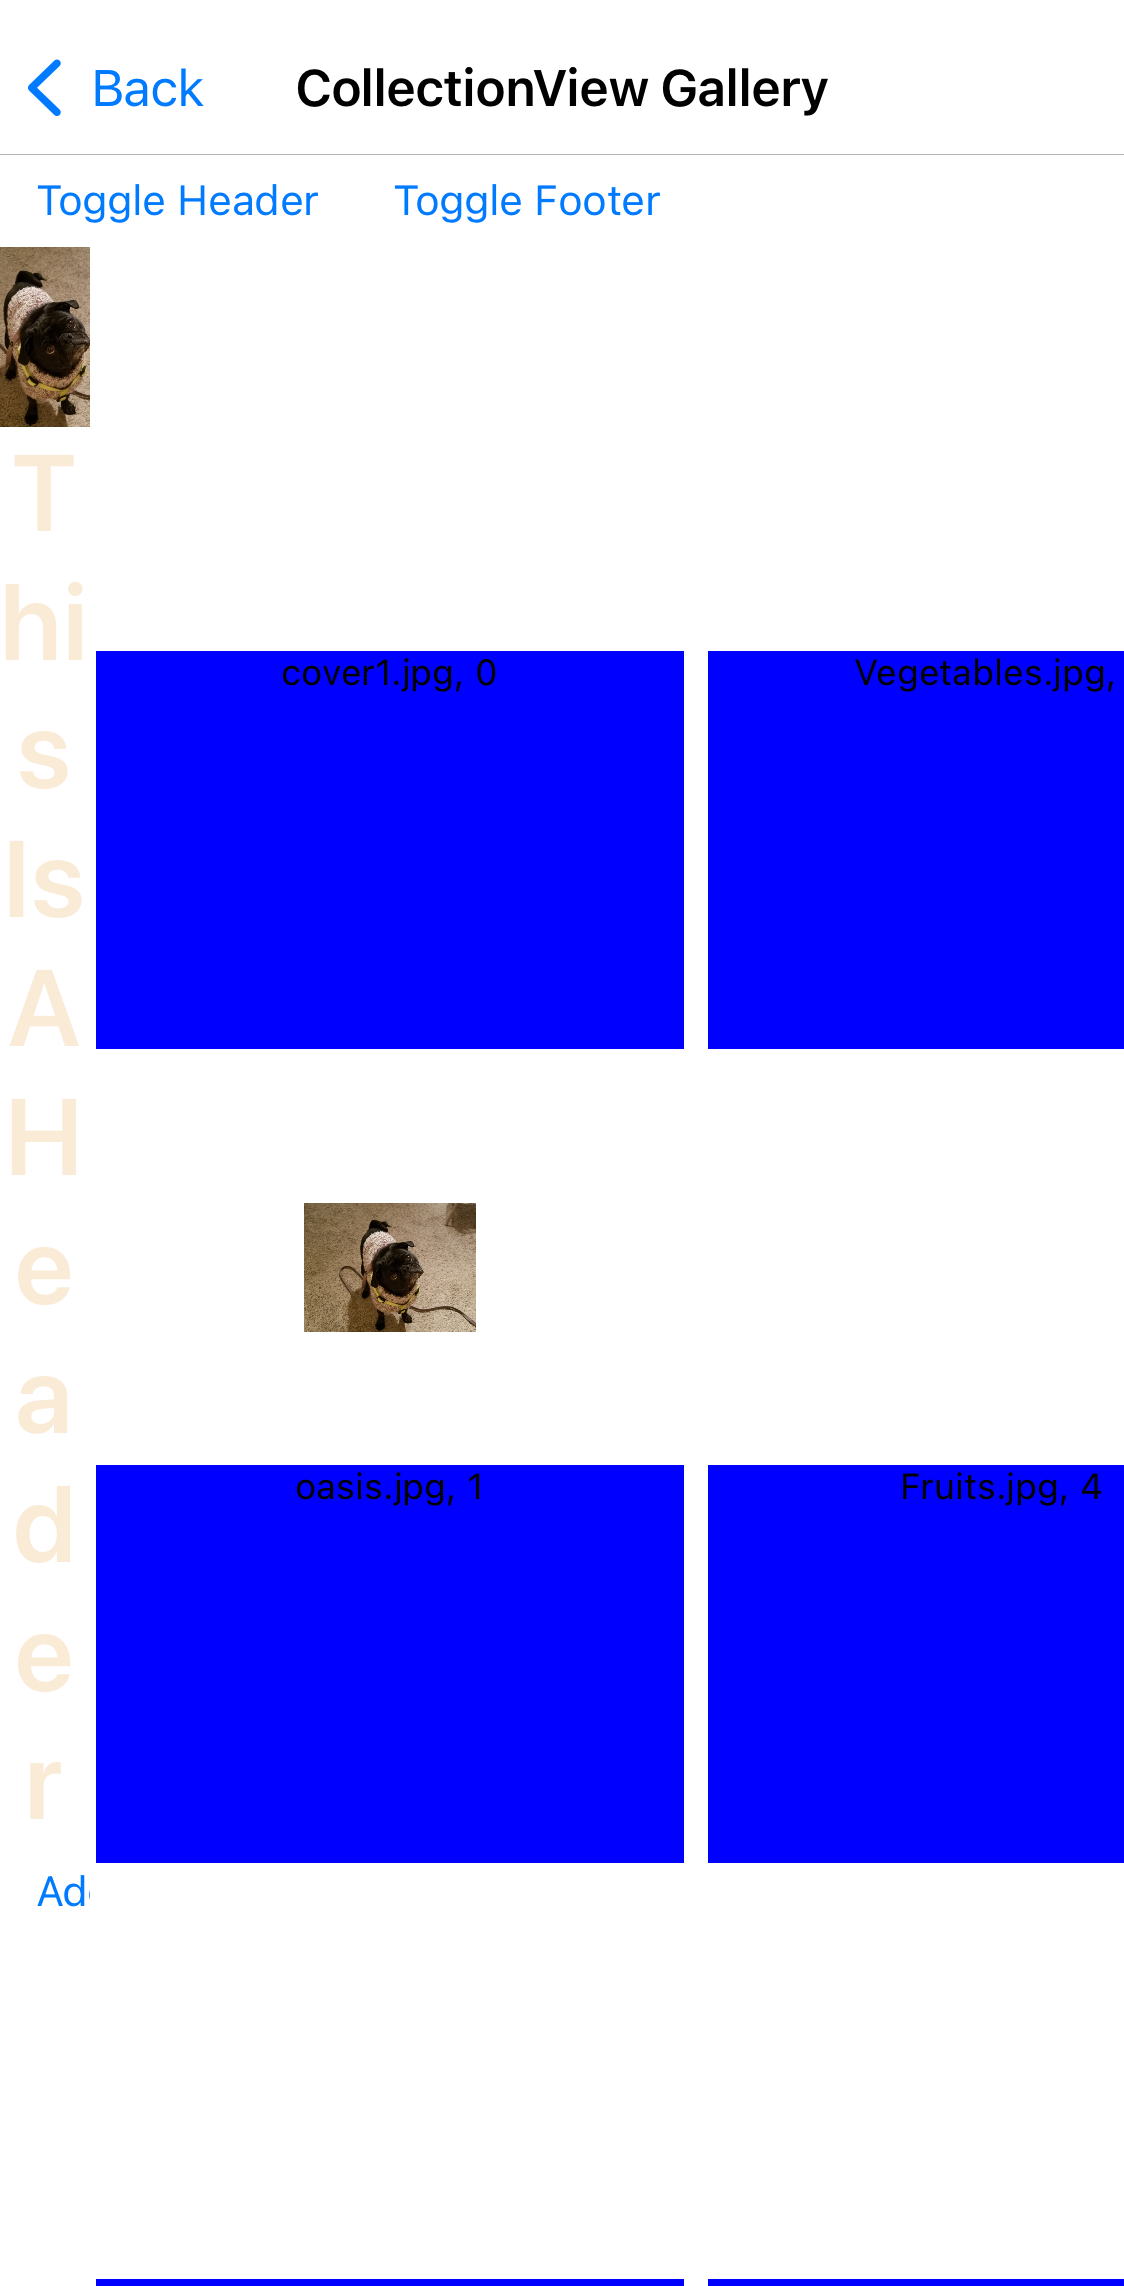 Back
CollectionView Gallery
Toggle Header
Toggle Footer
T
hi
s
Is
A
H
e
a
d
e
r
cover1.jpg, 0
Vegetables.jpg,
oasis.jpg, 1
Fruits.jpg, 4